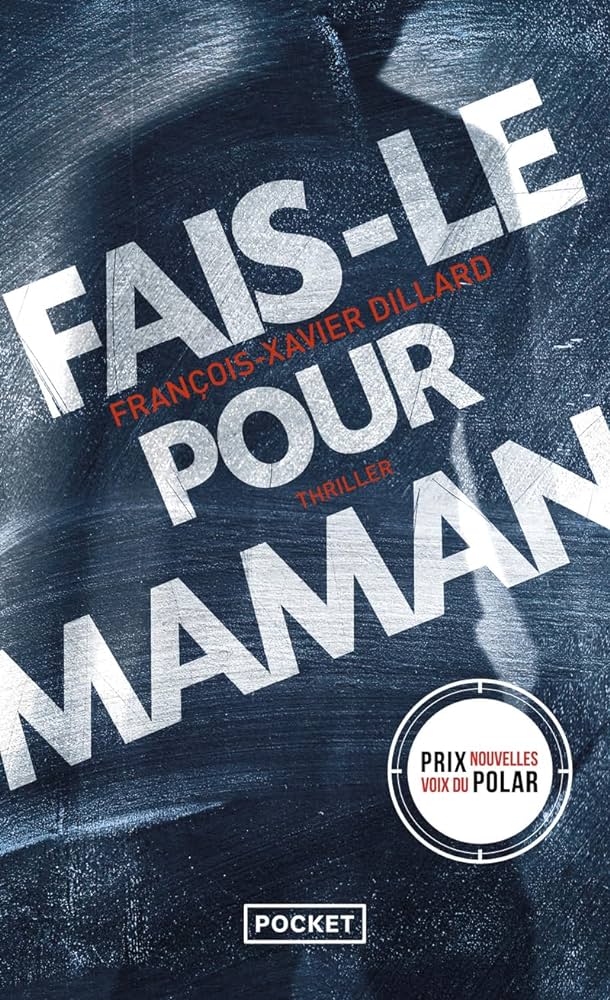 FAIS-LE
FRANÇOIS-XAVIER DILLARD
POUR
THRILLER
MAMAN
PRIX NOUVELLES
VOIX DU POLAR
POCKET